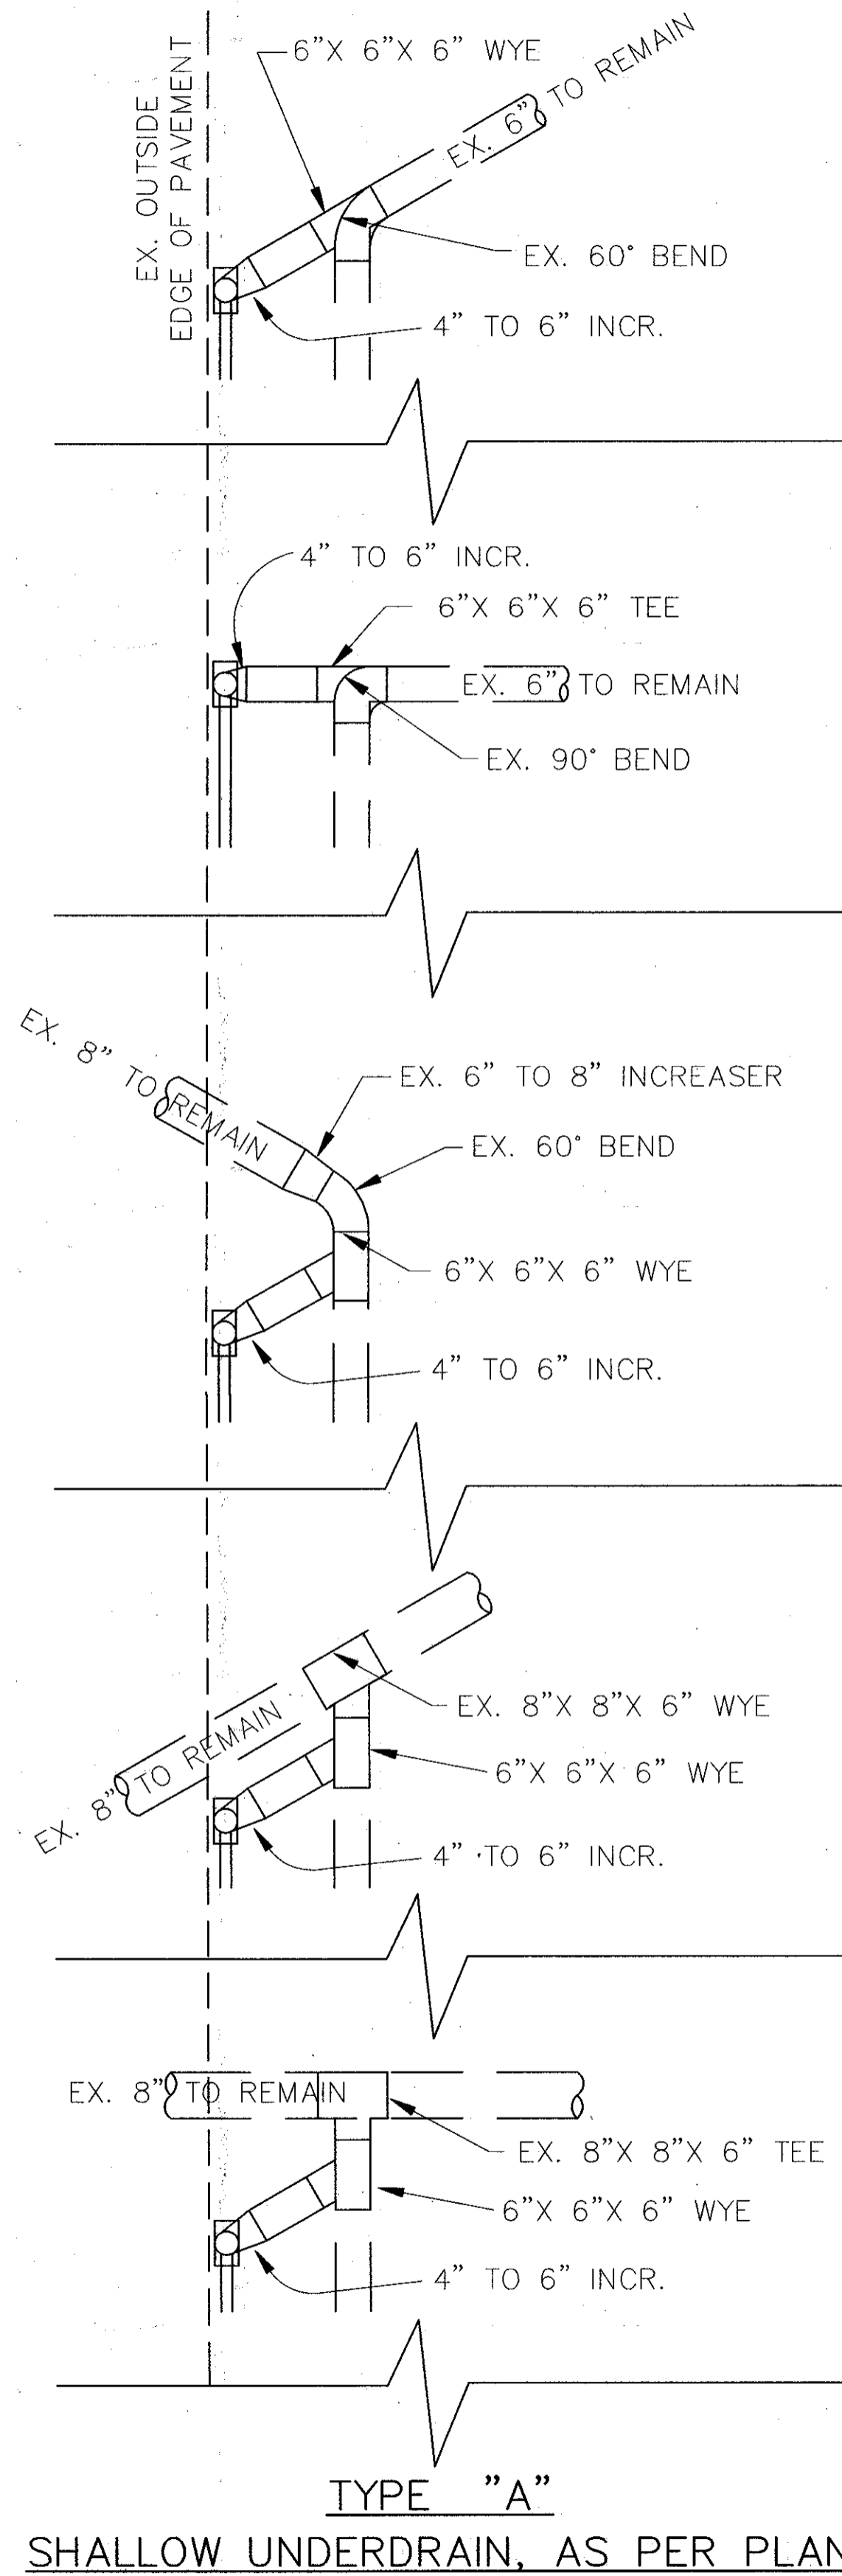 EX. OUTSIDE
EDGE OF PAVEMENT
6”X 6”X 6” WYE
EX. 6” TO REMAIN
EX. 60° BEND
4” TO 6” INCR.
4” TO 6” INCR.
6”X 6”X 6” TEE
EX. 6” TO REMAIN
EX. 90° BEND
EX. 8” TO REMAIN
EX. 6” TO 8” INCREASER
EX. 60° BEND
6”X 6”X 6” WYE
4” TO 6” INCR.
EX. 8” TO REMAIN
EX. 8”X 8”X 6” WYE
6”X 6”X 6” WYE
4” TO 6” INCR.
EX. 8” TO REMAIN
EX. 8”X 8”X 6” TEE
6”X 6”X 6” WYE
4” TO 6” INCR.
TYPE ”A”
SHALLOW UNDERDRAIN, AS PER PLAN